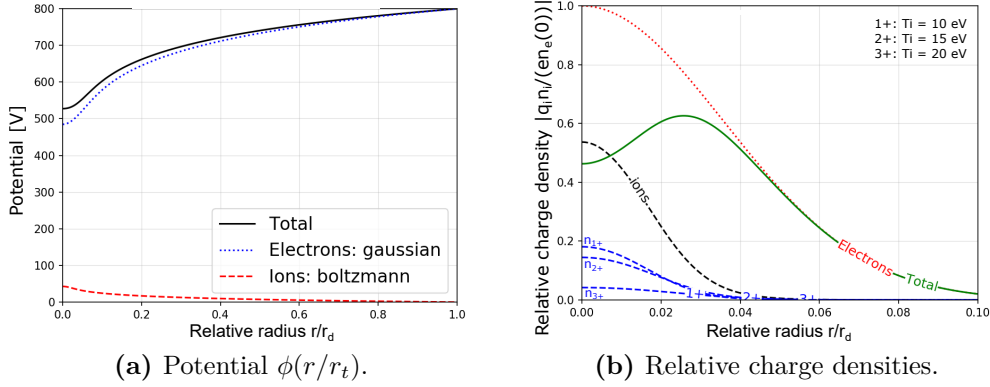 800
700
600
500
400
300
200
100
0
Potential [V]
Total
Electrons: gaussian
Ions: boltzmann
0.0 0.2 0.4 0.6 0.8 1.0
Relative radius r/r_d
(a) Potential ϕ(r/r_t).
1.0
0.8
0.6
0.4
0.2
0.0
Relative charge density |q_i n_i/(en_e(0))|
1+: Ti = 10 eV
2+: Ti = 15 eV
3+: Ti = 20 eV
ions
n_1+
n_2+
n_3+
1+ 2+ 3+
Electrons
Total
0.00 0.02 0.04 0.06 0.08 0.10
Relative radius r/r_d
(b) Relative charge densities.